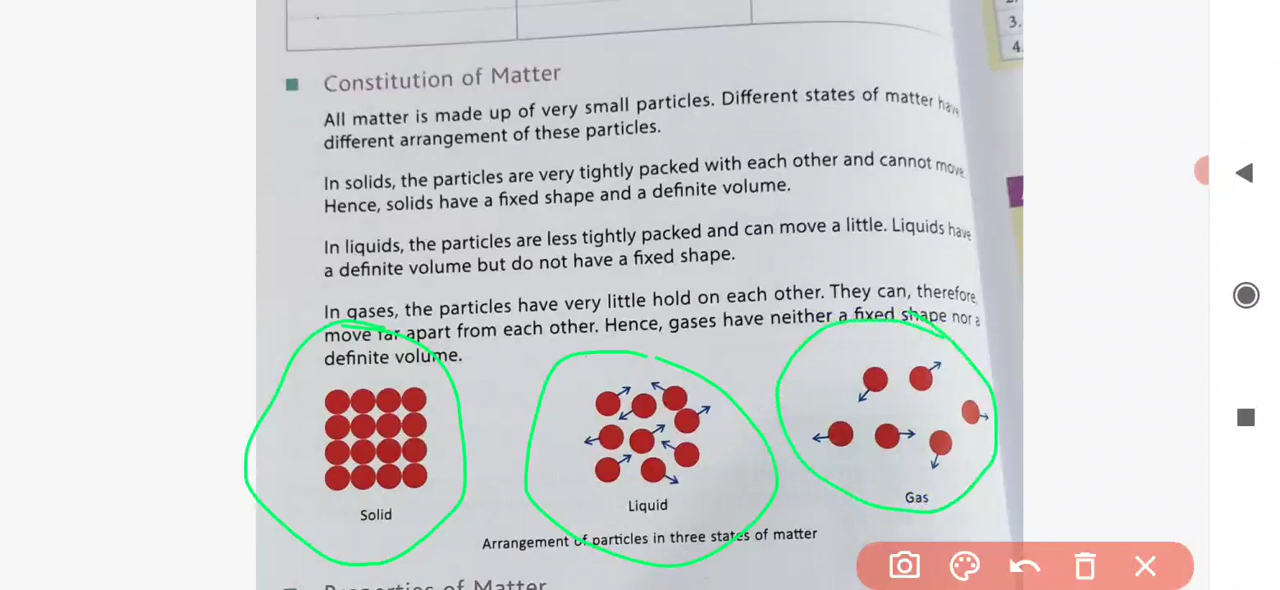 3.
4.
Constitution of Matter
All matter is made up of very small particles. Different states of matter have
different arrangement of these particles.
In solids, the particles are very tightly packed with each other and cannot move.
Hence, solids have a fixed shape and a definite volume.
In liquids, the particles are less tightly packed and can move a little. Liquids have
a definite volume but do not have a fixed shape.
In gases, the particles have very little hold on each other. They can, therefore,
move far apart from each other. Hence, gases have neither a fixed shape nor a
definite volume.
Solid
Liquid
Gas
Arrangement of particles in three states of matter
Properties of Matter